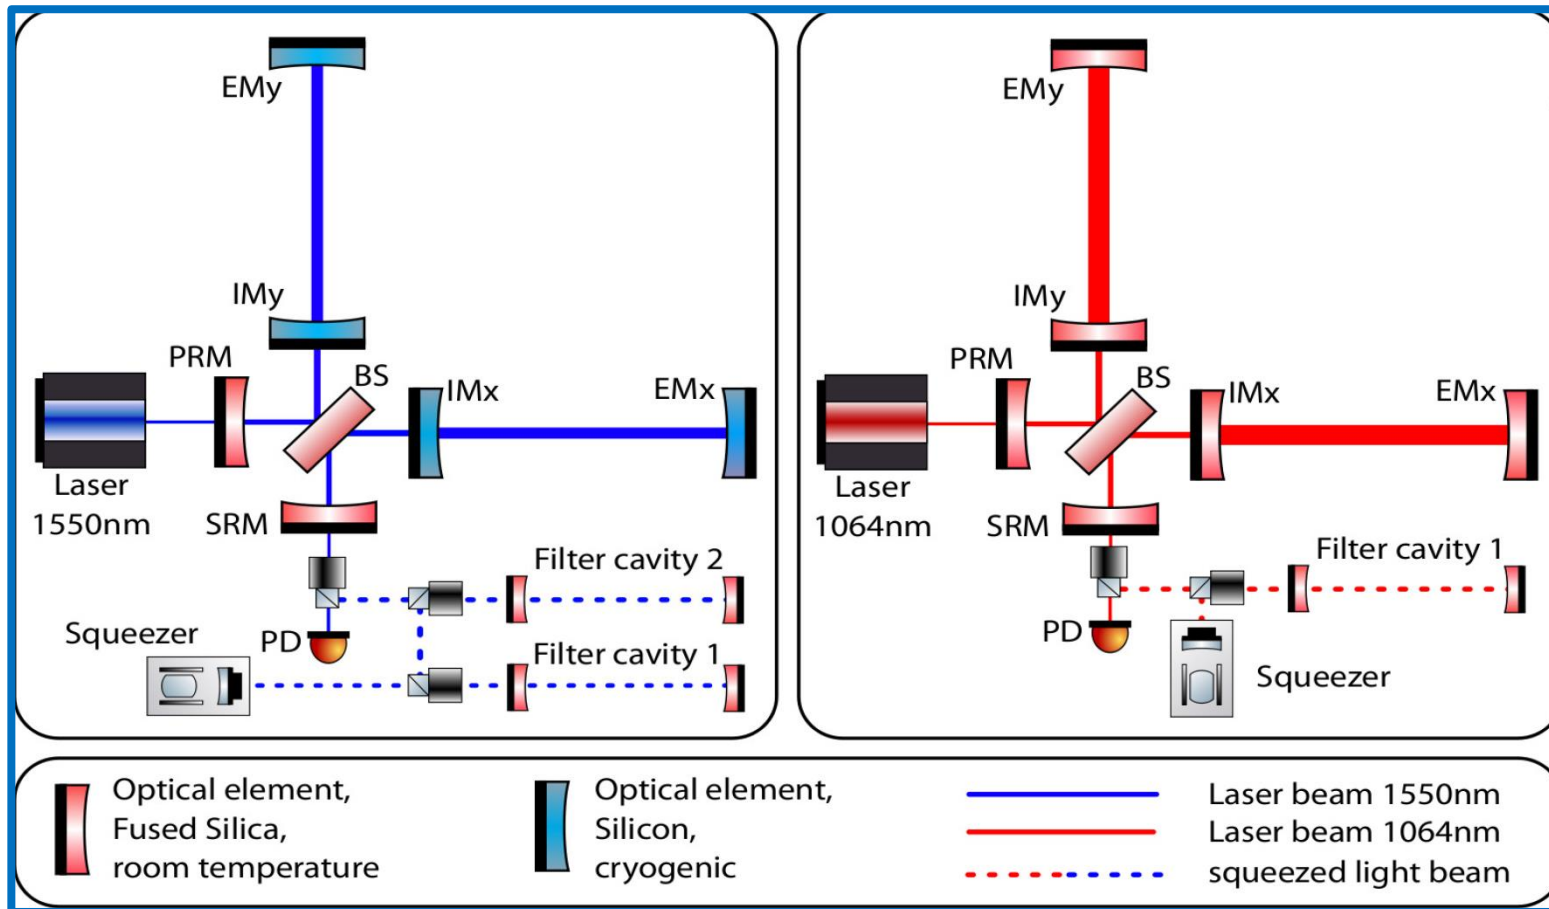 EMy
IMy
PRM
BS
IMx
EMx
Laser
1550nm
SRM
Filter cavity 2
Squeezer
PD
Filter cavity 1
EMy
IMy
PRM
BS
IMx
EMx
Laser
1064nm
SRM
Filter cavity 1
PD
Squeezer
Optical element,
Fused Silica,
room temperature
Optical element,
Silicon,
cryogenic
Laser beam 1550nm
Laser beam 1064nm
squeezed light beam